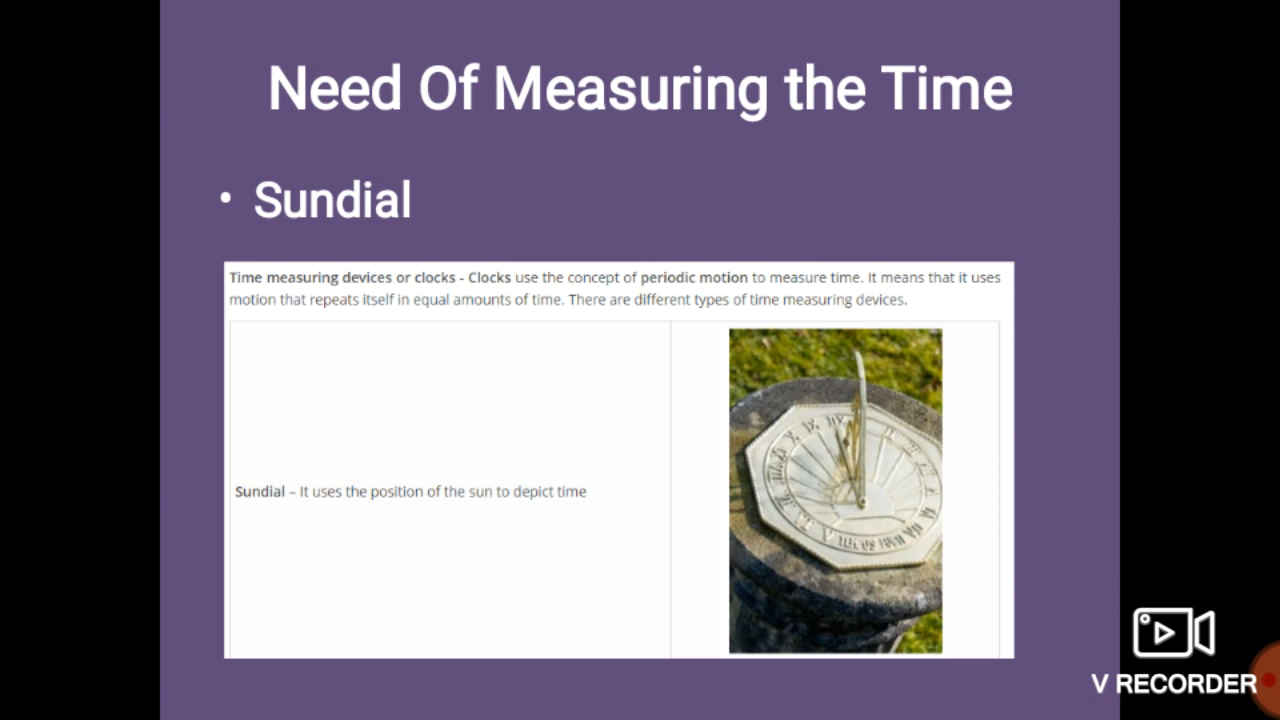 Need Of Measuring the Time
• Sundial
Time measuring devices or clocks - Clocks use the concept of periodic motion to measure time. It means that it uses
motion that repeats itself in equal amounts of time. There are different types of time measuring devices.
Sundial – It uses the position of the sun to depict time
V RECORDER